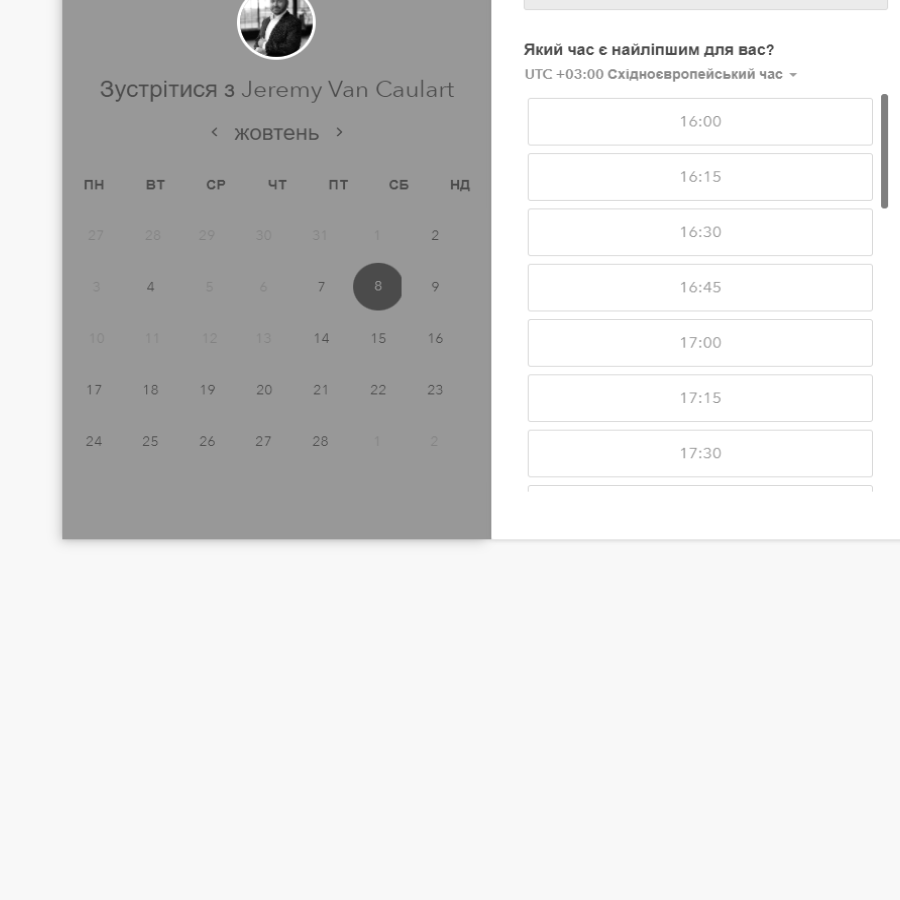 Зустрітися з Jeremy Van Caulart
жовтень
ПН ВТ СР ЧТ ПТ СБ НД
27 28 29 30 31 1 2
3 4 5 6 7 8 9
10 11 12 13 14 15 16
17 18 19 20 21 22 23
24 25 26 27 28 1 2
Який час є найліпшим для вас?
UTC +03:00 Східноєвропейський час
16:00
16:15
16:30
16:45
17:00
17:15
17:30